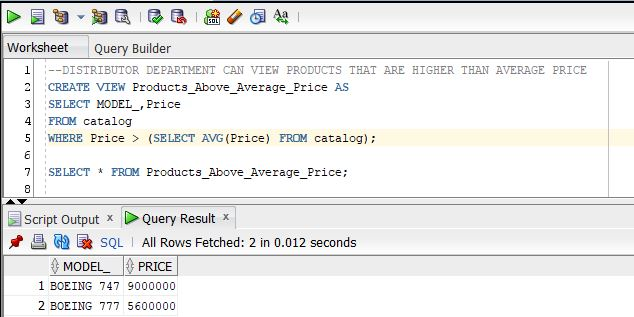 SQL
Aa
Worksheet Query Builder
1 --DISTRIBUTOR DEPARTMENT CAN VIEW PRODUCTS THAT ARE HIGHER THAN AVERAGE PRICE
2 CREATE VIEW Products_Above_Average_Price AS
3 SELECT MODEL_,Price
4 FROM catalog
5 WHERE Price > (SELECT AVG(Price) FROM catalog);
6
7 SELECT * FROM Products_Above_Average_Price;
8
Script Output x Query Result x
SQL | All Rows Fetched: 2 in 0.012 seconds
MODEL_ PRICE
1 BOEING 747 9000000
2 BOEING 777 5600000